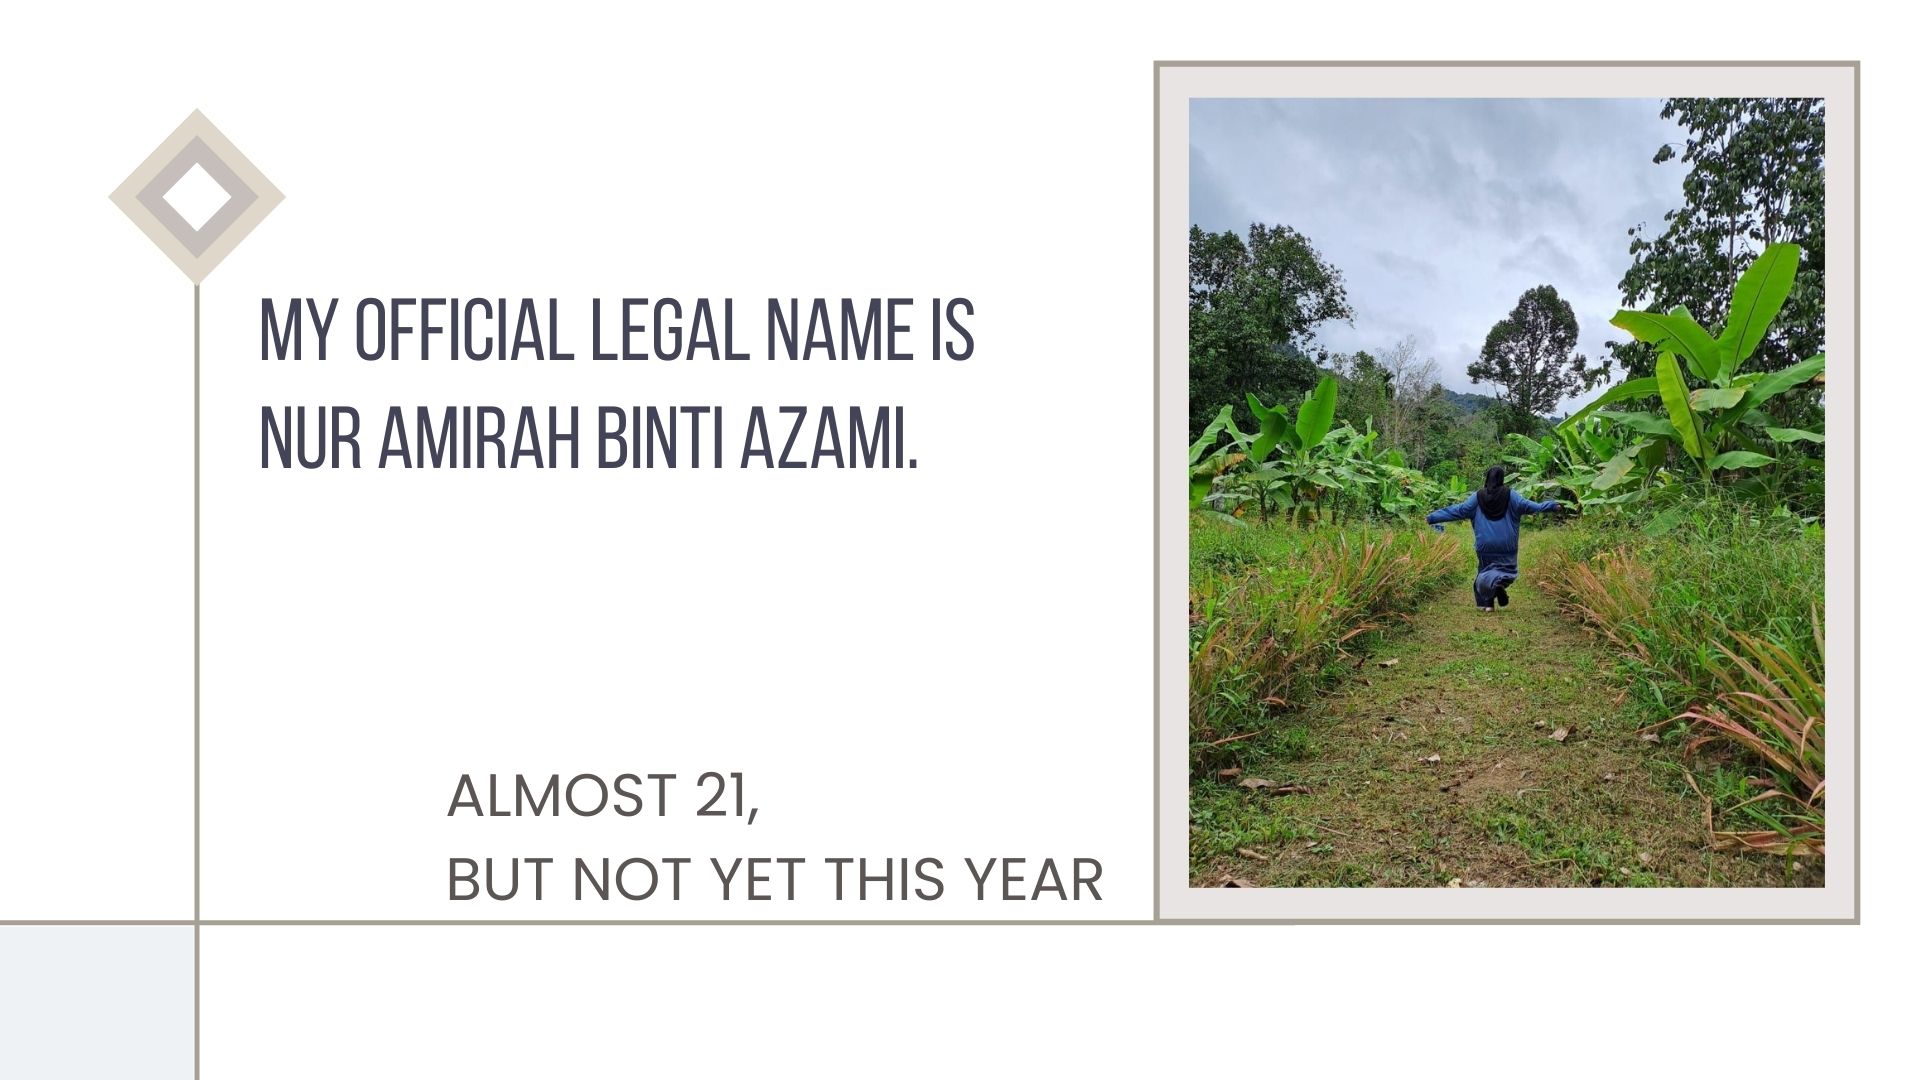 MY OFFICIAL LEGAL NAME IS
NUR AMIRAH BINTI AZAMI.
ALMOST 21,
BUT NOT YET THIS YEAR